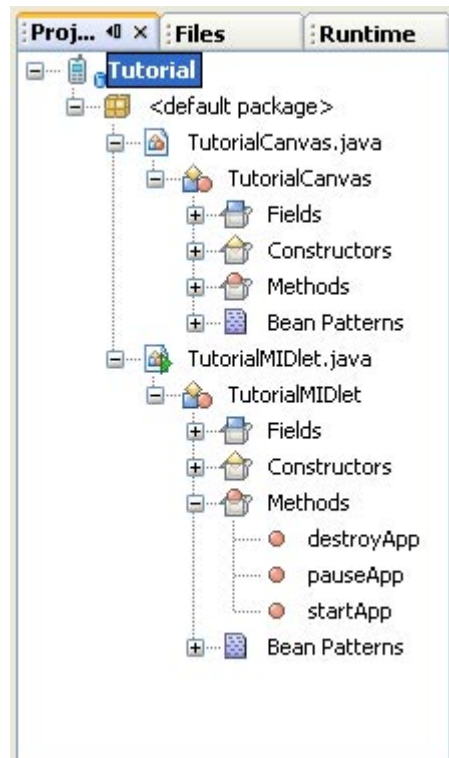 Proj... Files Runtime
Tutorial
<default package>
TutorialCanvas.java
TutorialCanvas
Fields
Constructors
Methods
Bean Patterns
TutorialMIDlet.java
TutorialMIDlet
Fields
Constructors
Methods
destroyApp
pauseApp
startApp
Bean Patterns